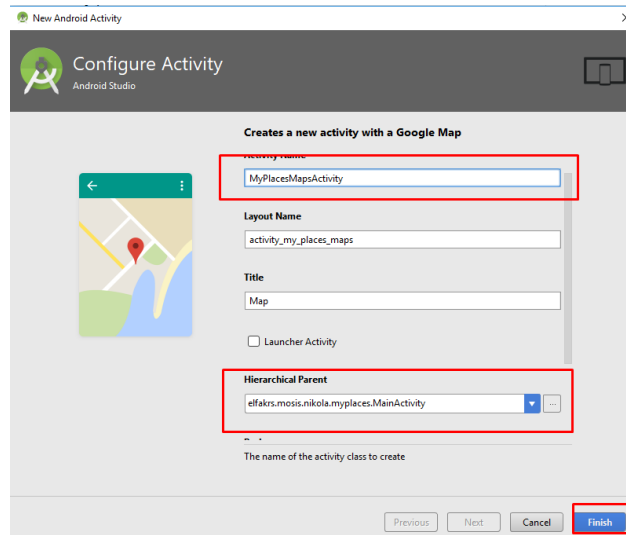 New Android Activity
Configure Activity
Android Studio
Creates a new activity with a Google Map
Activity Name
MyPlacesMapsActivity
Layout Name
activity_my_places_maps
Title
Map
Launcher Activity
Hierarchical Parent
elfakrs.mosis.nikola.myplaces.MainActivity
...
The name of the activity class to create
Previous Next Cancel Finish